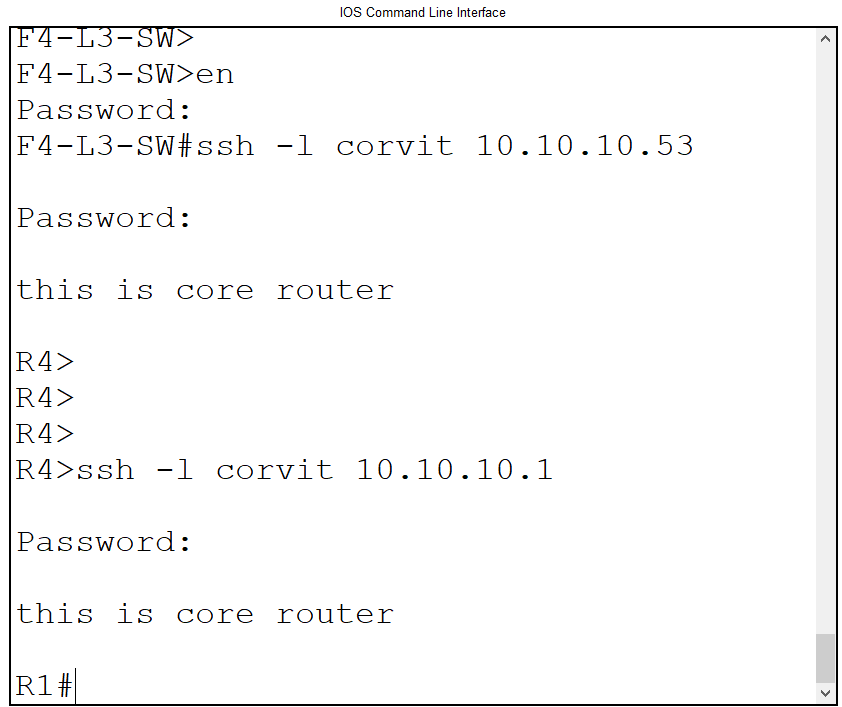 IOS Command Line Interface
F4-L3-SW>
F4-L3-SW>en
Password:
F4-L3-SW#ssh -l corvit 10.10.10.53
Password:
this is core router
R4>
R4>
R4>
R4>ssh -l corvit 10.10.10.1
Password:
this is core router
R1#